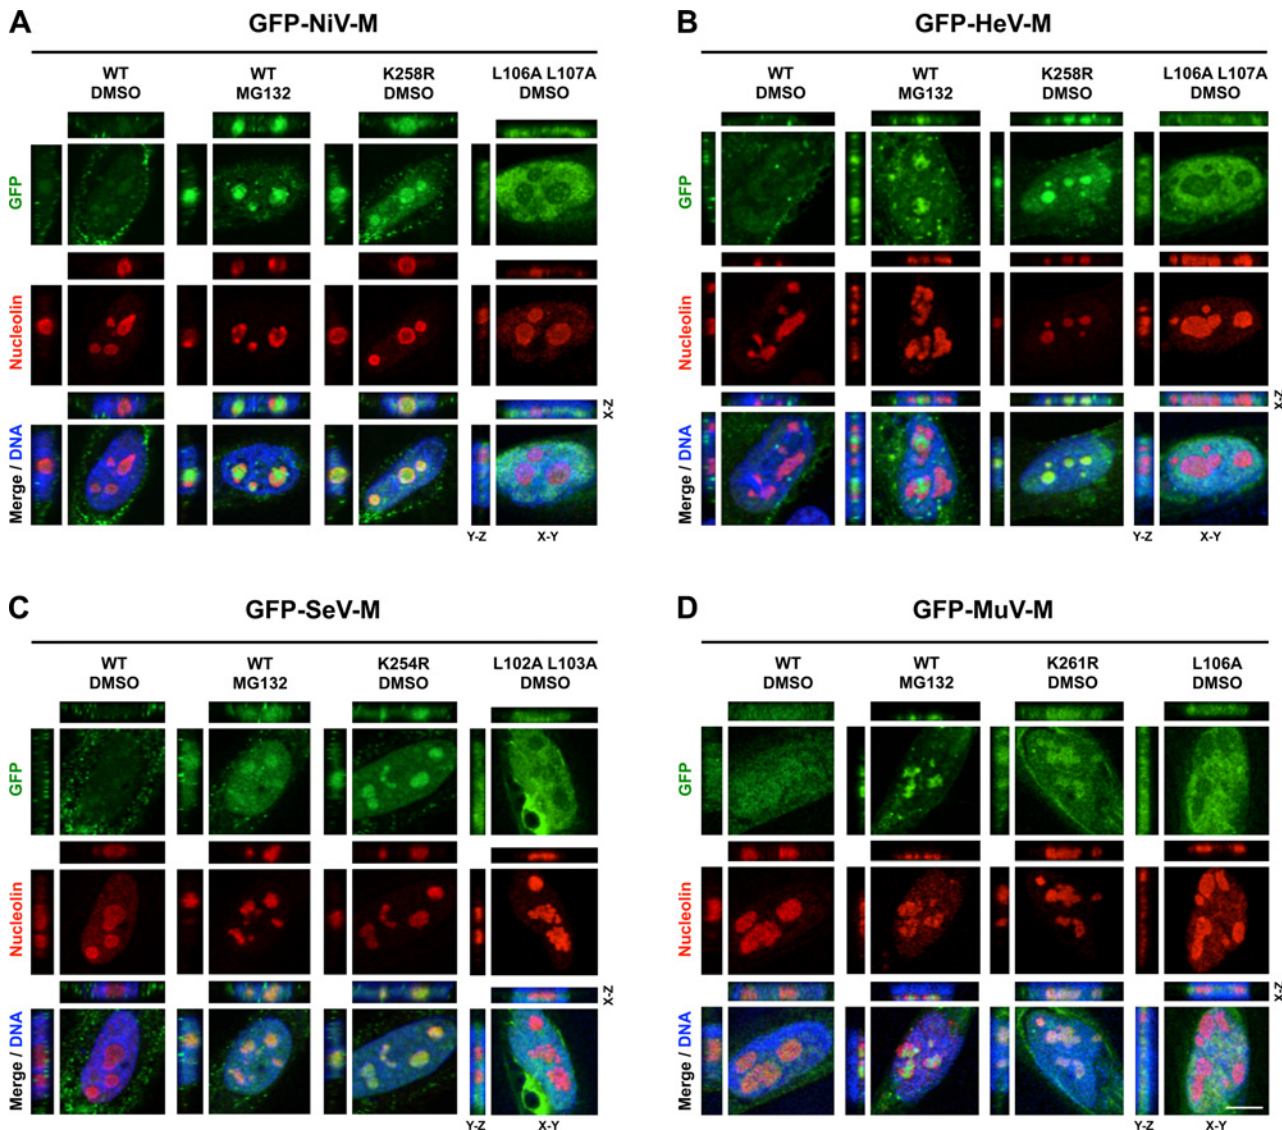 A
GFP-NiV-M
WT
DMSO
WT
MG132
K258R
DMSO
L106A L107A
DMSO
GFP
Nucleolin
Merge / DNA
X-Z
Y-Z
X-Y
B
GFP-HeV-M
WT
DMSO
WT
MG132
K258R
DMSO
L106A L107A
DMSO
GFP
Nucleolin
Merge / DNA
X-Z
Y-Z
X-Y
C
GFP-SeV-M
WT
DMSO
WT
MG132
K254R
DMSO
L102A L103A
DMSO
GFP
Nucleolin
Merge / DNA
X-Z
Y-Z
X-Y
D
GFP-MuV-M
WT
DMSO
WT
MG132
K261R
DMSO
L106A
DMSO
GFP
Nucleolin
Merge / DNA
X-Z
Y-Z
X-Y